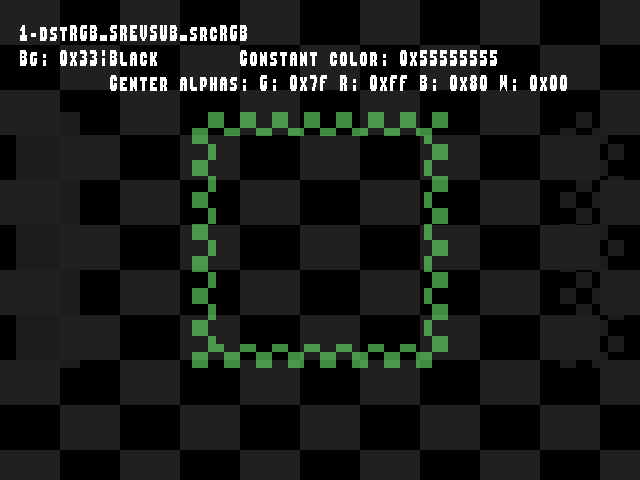 1-dstRGB_SREVSUB_srcRGB
Bg: 0x33;Black Constant color: 0x55555555
Center alphas: G: 0x7f R: 0xff B: 0x80 W: 0x00